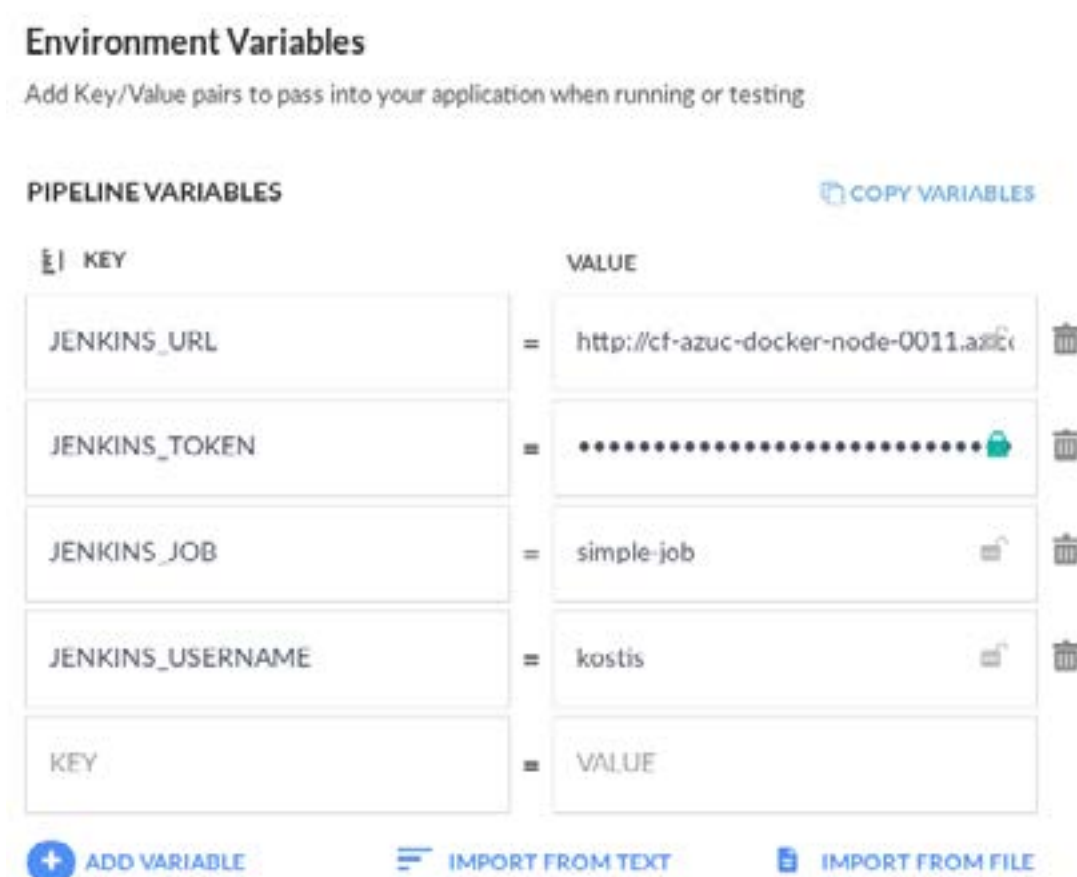 Environment Variables
Add Key/Value pairs to pass into your application when running or testing
PIPELINE VARIABLES COPY VARIABLES
KEY VALUE
JENKINS_URL = http://cf-azuc-docker-node-0011.
JENKINS_TOKEN = ••••••••••••••••••••••••••••
JENKINS_JOB = simple-job
JENKINS_USERNAME = kostis
KEY = VALUE
ADD VARIABLE IMPORT FROM TEXT IMPORT FROM FILE